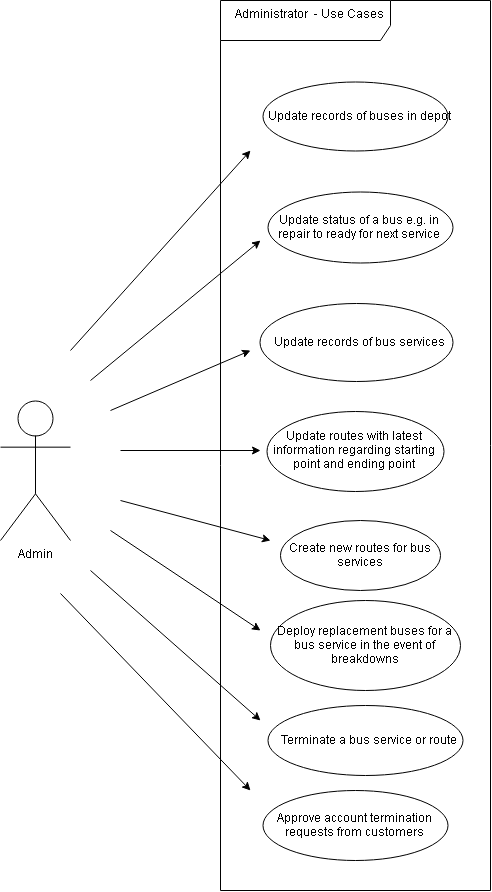 Administrator - Use Cases
Update records of buses in depot
Update status of a bus e.g. in
repair to ready for next service
Update records of bus services
Update routes with latest
information regarding starting
point and ending point
Admin
Create new routes for bus
services
Deploy replacement buses for a
bus service in the event of
breakdowns
Terminate a bus service or route
Approve account termination
requests from customers